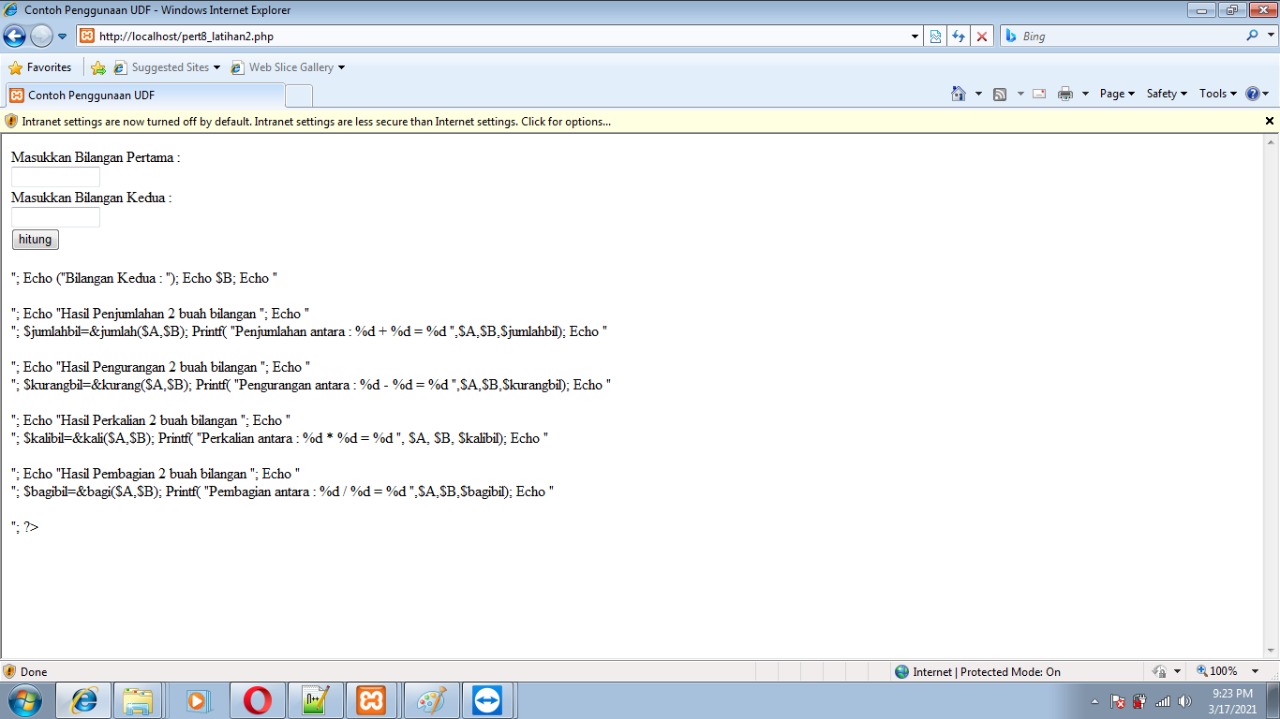 Contoh Penggunaan UDF - Windows Internet Explorer
http://localhost/pert8_latihan2.php
Bing
Favorites
Suggested Sites
Web Slice Gallery
Contoh Penggunaan UDF
Page
Safety
Tools
Intranet settings are now turned off by default. Intranet settings are less secure than Internet settings. Click for options...
Masukkan Bilangan Pertama :
Masukkan Bilangan Kedua :
hitung
"; Echo ("Bilangan Kedua : "); Echo $B; Echo "
"; Echo "Hasil Penjumlahan 2 buah bilangan "; Echo "
"; $jumlahbil=&jumlah($A,$B); Printf( "Penjumlahan antara : %d + %d = %d ",$A,$B,$jumlahbil); Echo "
"; Echo "Hasil Pengurangan 2 buah bilangan "; Echo "
"; $kurangbil=&kurang($A,$B); Printf( "Pengurangan antara : %d - %d = %d ",$A,$B,$kurangbil); Echo "
"; Echo "Hasil Perkalian 2 buah bilangan "; Echo "
"; $kalibil=&kali($A,$B); Printf( "Perkalian antara : %d * %d = %d ", $A, $B, $kalibil); Echo "
"; Echo "Hasil Pembagian 2 buah bilangan "; Echo "
"; $bagibil=&bagi($A,$B); Printf( "Pembagian antara : %d / %d = %d ",$A,$B,$bagibil); Echo "
"; ?>
Done
Internet | Protected Mode: On
100%
9:23 PM
3/17/2021